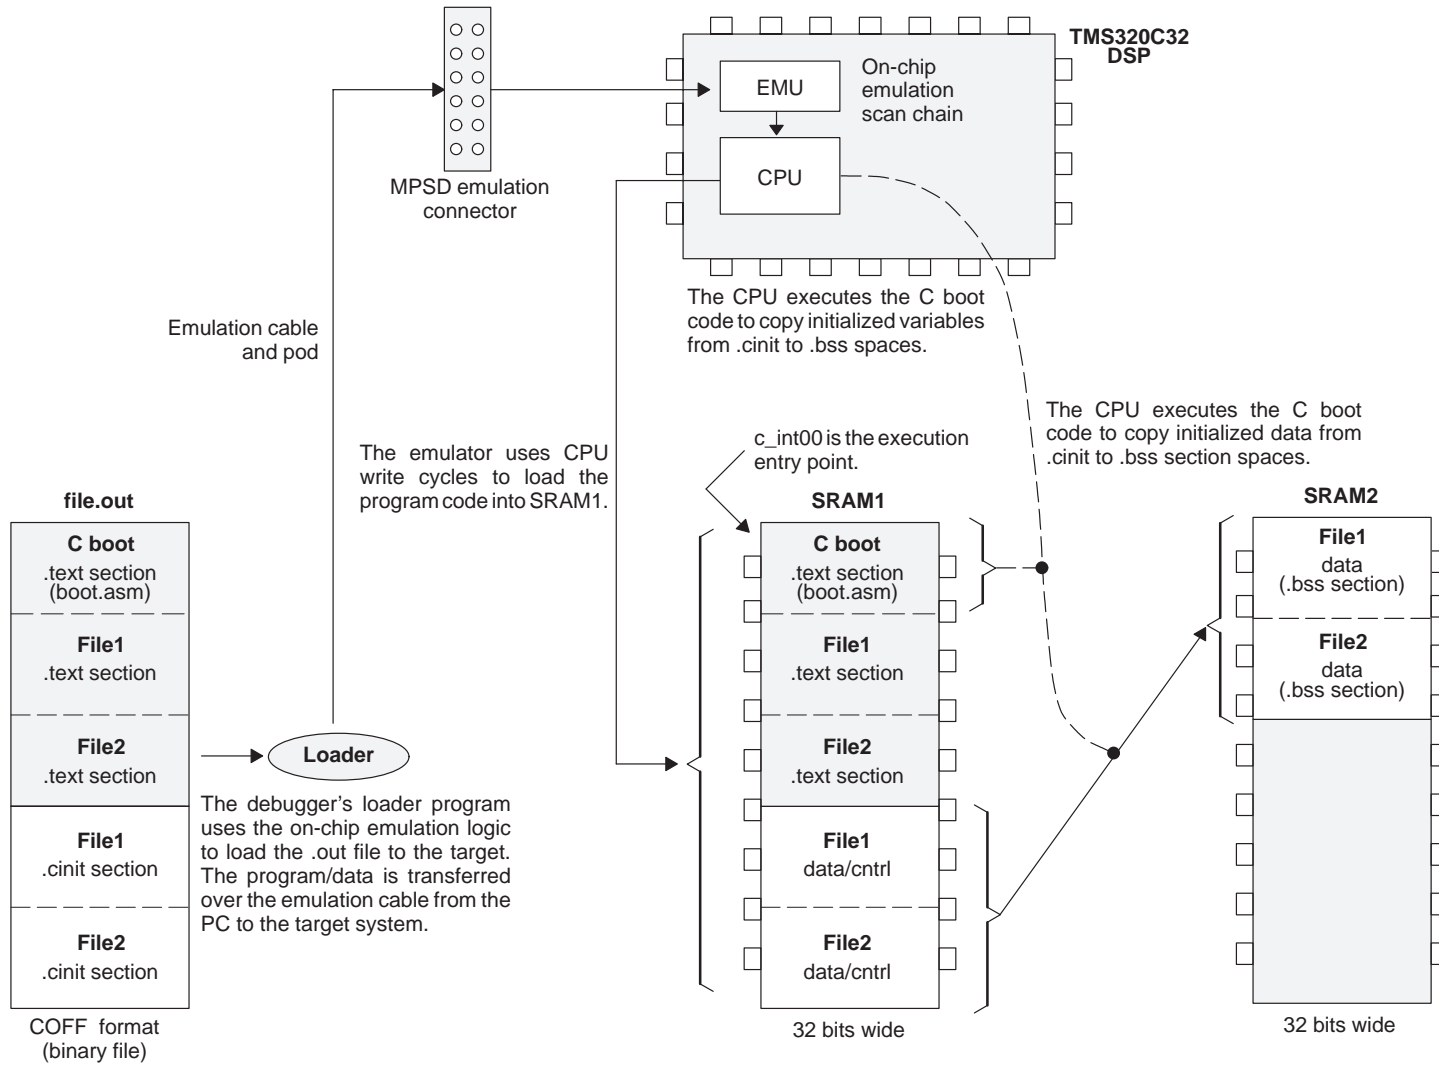 TMS320C32
DSP
EMU
On-chip
emulation
scan chain
CPU
MPSD emulation
connector
The CPU executes the C boot
code to copy initialized variables
from .cinit to .bss spaces.
Emulation cable
and pod
The CPU executes the C boot
code to copy initialized data from
.cinit to .bss section spaces.
The emulator uses CPU
write cycles to load the
program code into SRAM1.
c_int00 is the execution
entry point.
file.out
C boot
.text section
(boot.asm)
File1
.text section
File2
.text section
File1
.cinit section
File2
.cinit section
COFF format
(binary file)
Loader
The debugger’s loader program
uses the on-chip emulation logic
to load the .out file to the target.
The program/data is transferred
over the emulation cable from the
PC to the target system.
SRAM1
C boot
.text section
(boot.asm)
File1
.text section
File2
.text section
File1
data/cntrl
File2
data/cntrl
32 bits wide
SRAM2
File1
data
(.bss section)
File2
data
(.bss section)
32 bits wide